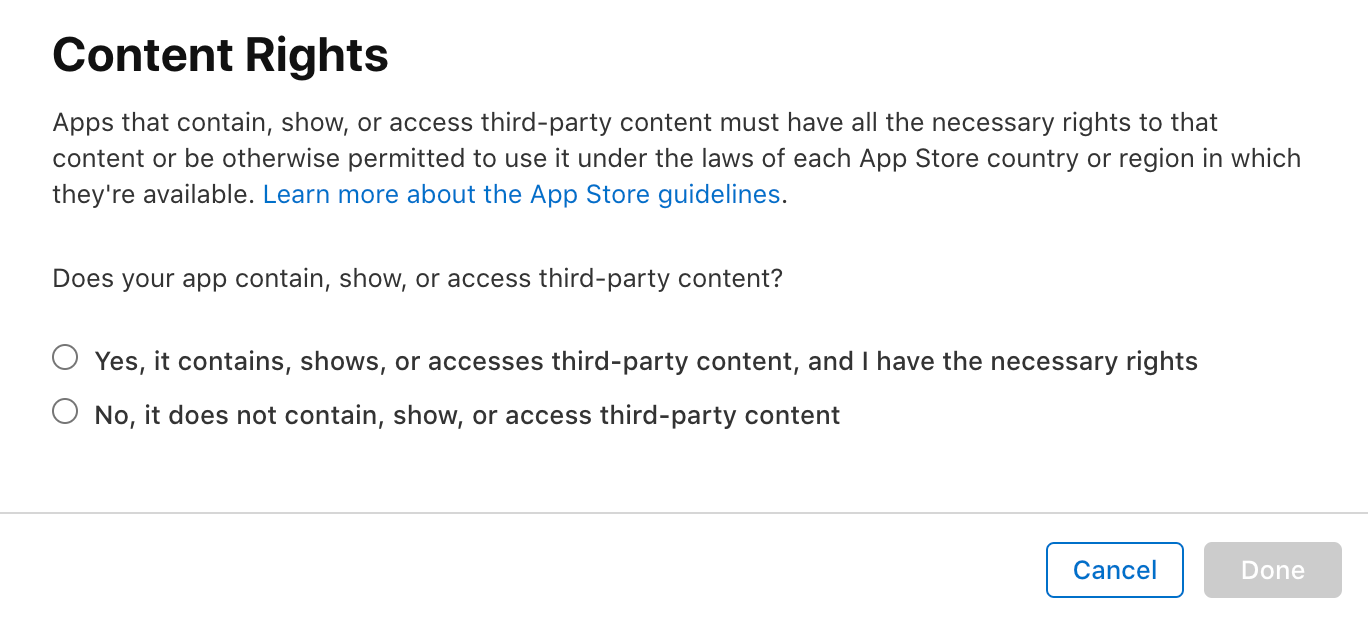 Content Rights
Apps that contain, show, or access third-party content must have all the necessary rights to that
content or be otherwise permitted to use it under the laws of each App Store country or region in which
they're available. Learn more about the App Store guidelines.
Does your app contain, show, or access third-party content?
Yes, it contains, shows, or accesses third-party content, and I have the necessary rights
No, it does not contain, show, or access third-party content
Cancel
Done